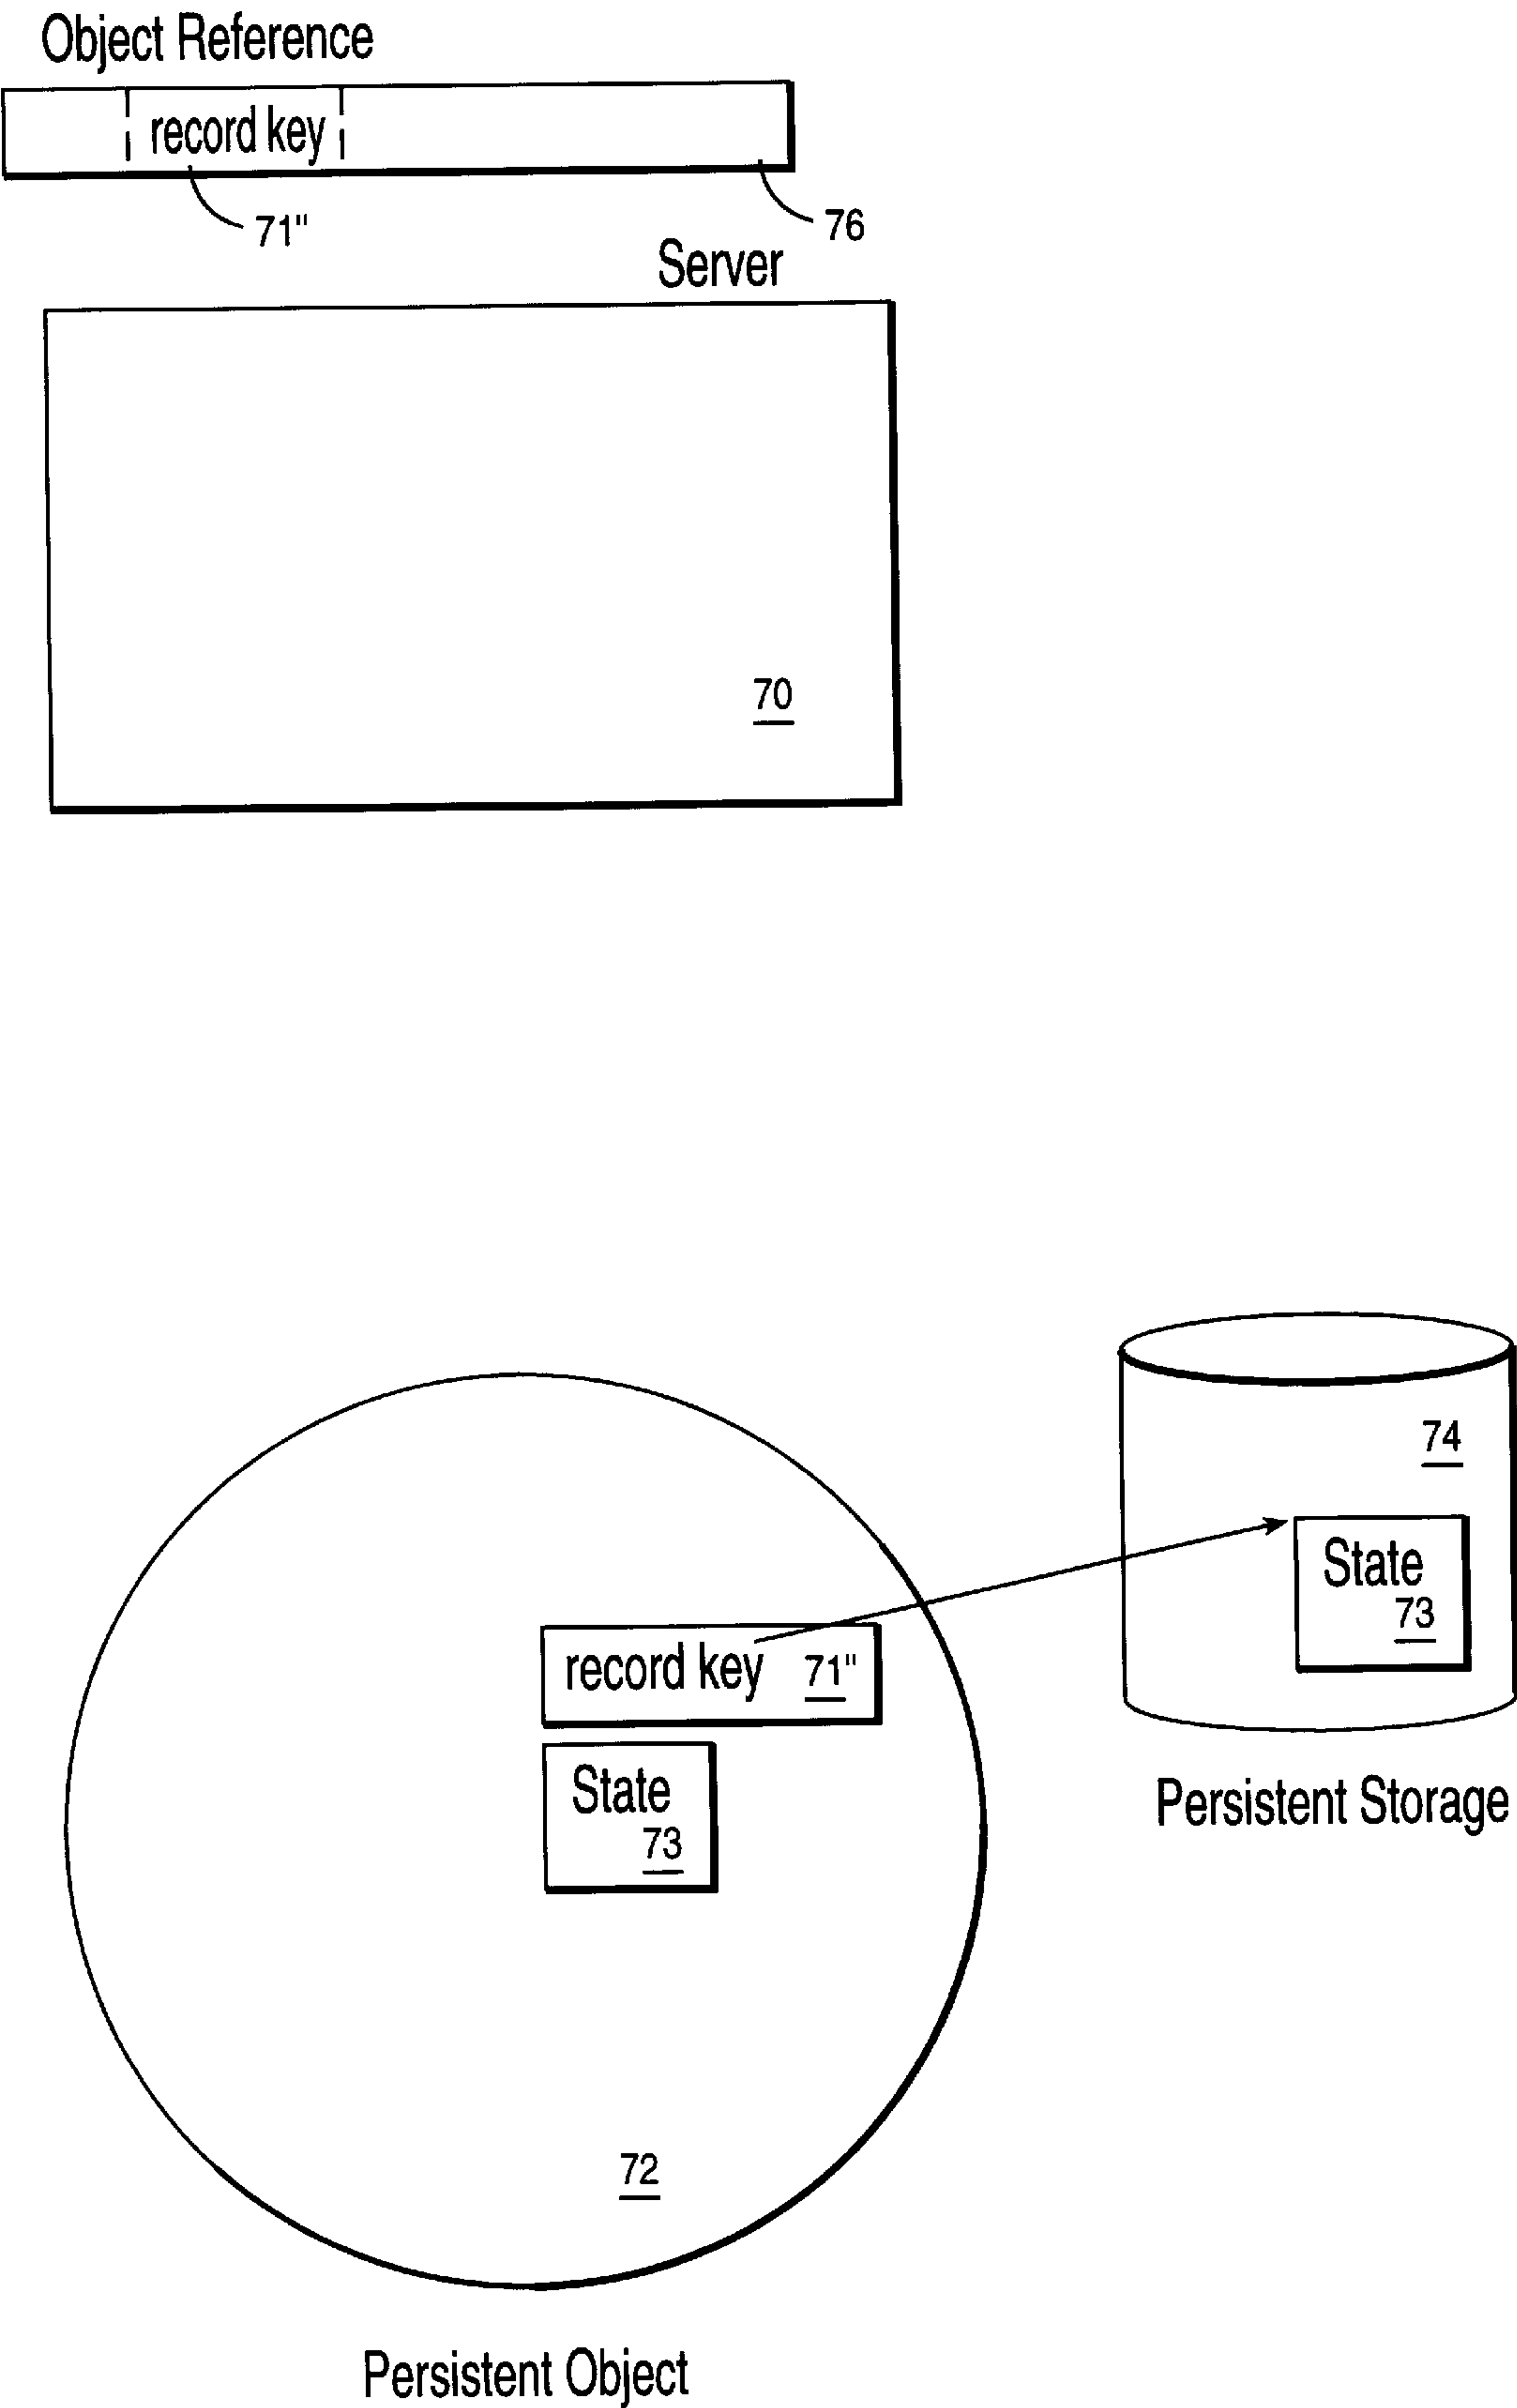 Object Reference
record key
71"
76
Server
70
74
State
73
record key 71"
State
73
Persistent Storage
72
Persistent Object